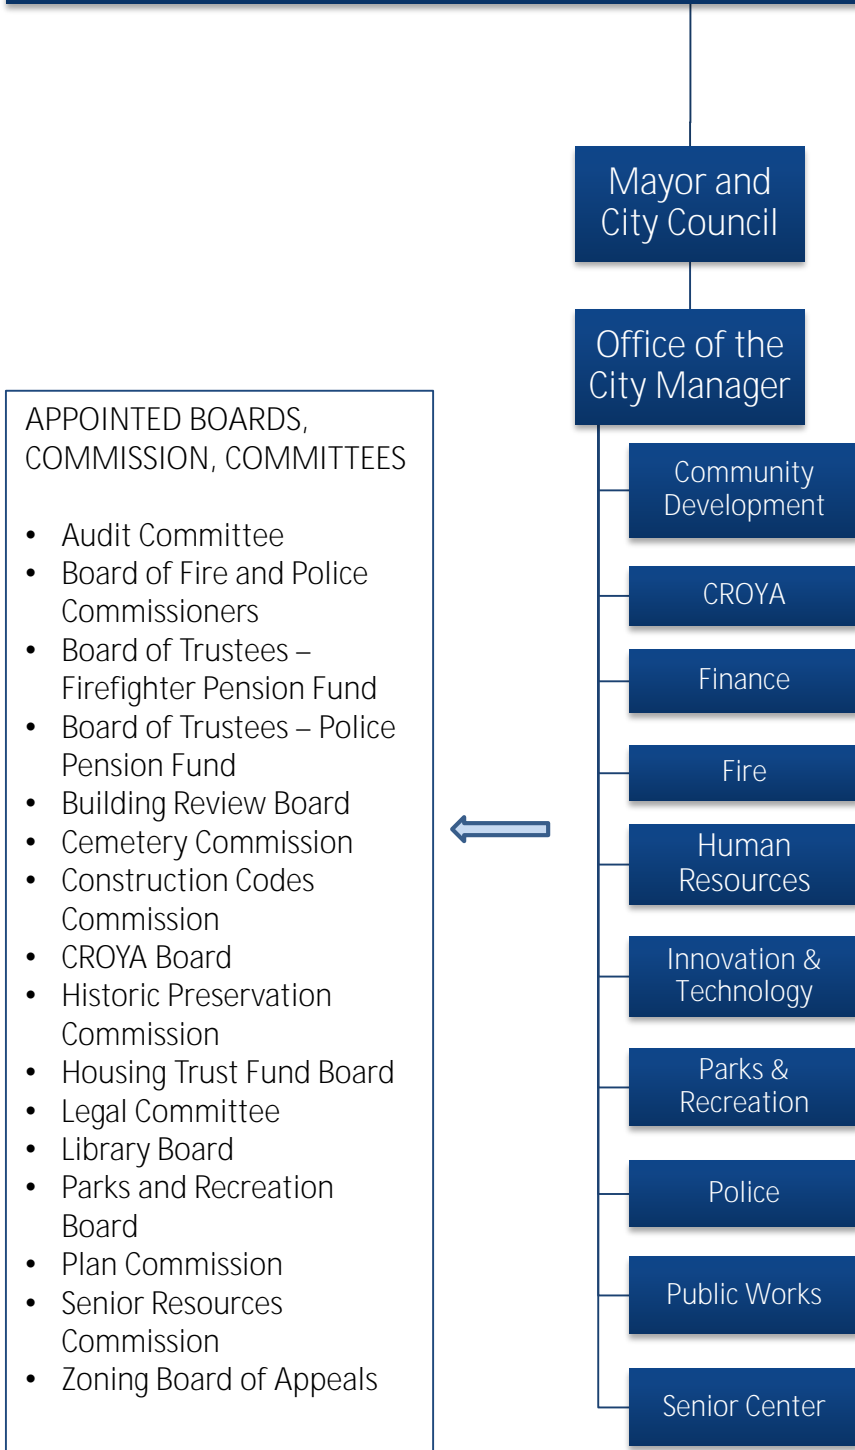 Mayor and
City Council
Office of the
City Manager
APPOINTED BOARDS,
COMMISSION, COMMITTEES
• Audit Committee
• Board of Fire and Police
Commissioners
• Board of Trustees –
Firefighter Pension Fund
• Board of Trustees – Police
Pension Fund
• Building Review Board
• Cemetery Commission
• Construction Codes
Commission
• CROYA Board
• Historic Preservation
Commission
• Housing Trust Fund Board
• Legal Committee
• Library Board
• Parks and Recreation
Board
• Plan Commission
• Senior Resources
Commission
• Zoning Board of Appeals
Community
Development
CROYA
Finance
Fire
Human
Resources
Innovation &
Technology
Parks &
Recreation
Police
Public Works
Senior Center